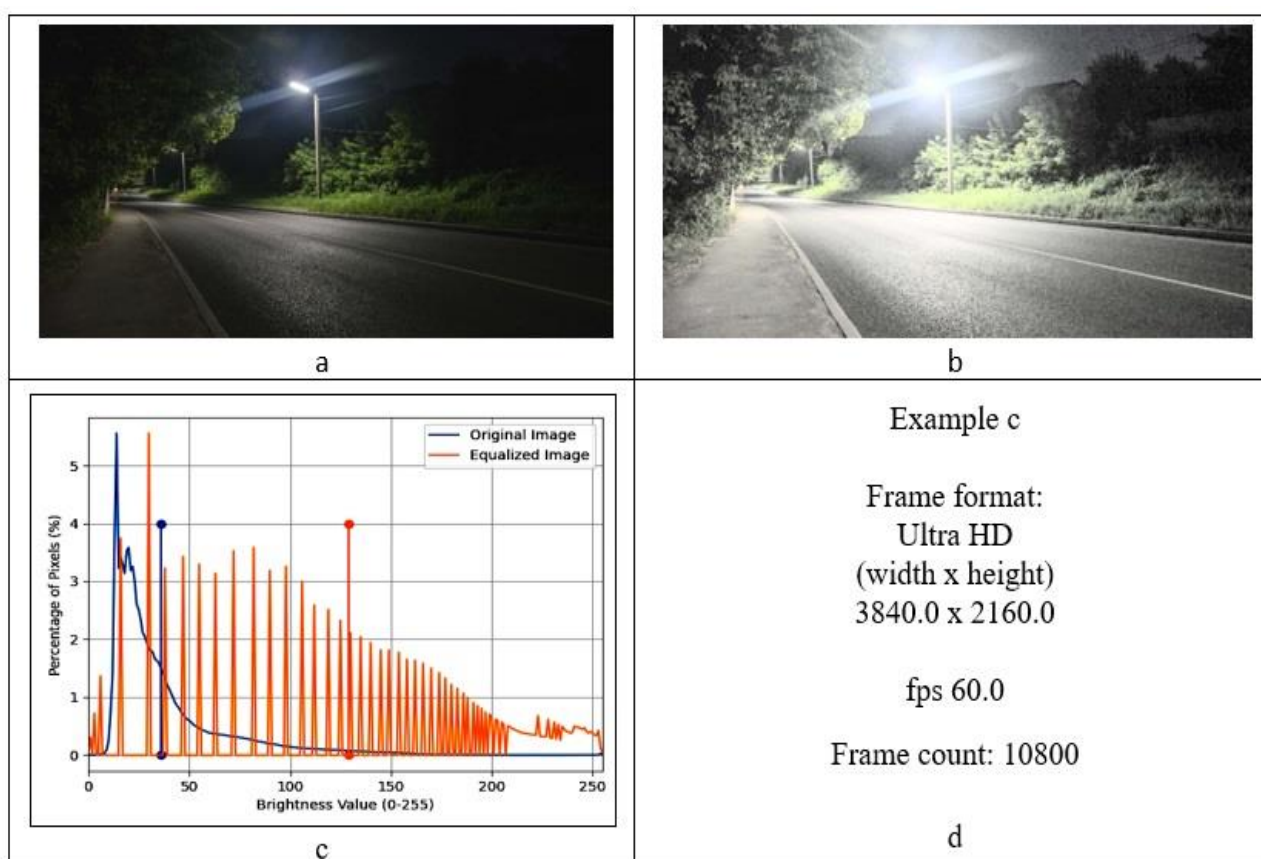 a
b
Original Image
Equalized Image
Percentage of Pixels (%)
5
4
3
2
1
0
0 50 100 150 200 250
Brightness Value (0-255)
c
Example c
Frame format:
Ultra HD
(width x height)
3840.0 x 2160.0
fps 60.0
Frame count: 10800
d